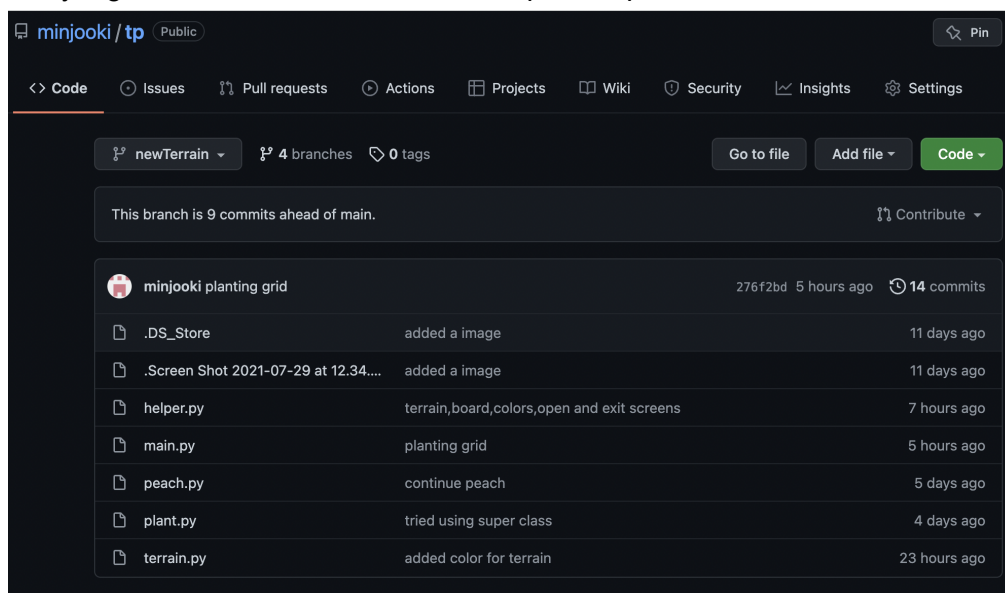 minjooki / tp Public Pin
Code Issues Pull requests Actions Projects Wiki Security Insights Settings
newTerrain 4 branches 0 tags Go to file Add file Code
This branch is 9 commits ahead of main. Contribute
minjooki planting grid 276f2bd 5 hours ago 14 commits
.DS_Store added a image 11 days ago
.Screen Shot 2021-07-29 at 12.34.... added a image 11 days ago
helper.py terrain,board,colors,open and exit screens 7 hours ago
main.py planting grid 5 hours ago
peach.py continue peach 5 days ago
plant.py tried using super class 4 days ago
terrain.py added color for terrain 23 hours ago